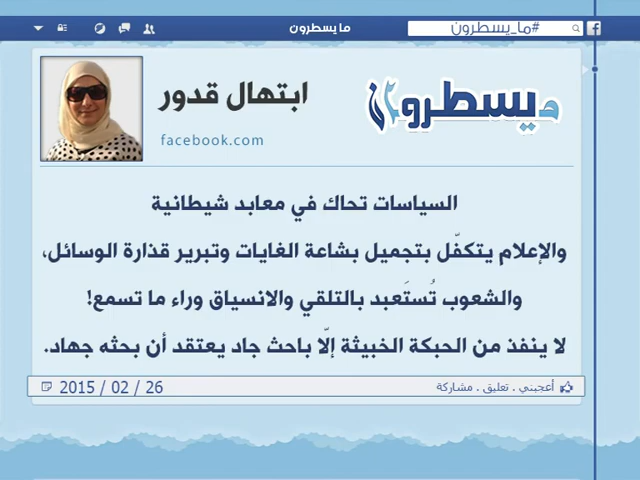 #ما_يسطرون
ما يسطرون
ما يسطرون
ابتهال قدور
facebook.com
السياسات تحاك في معابد شيطانية
والإعلام يتكفّل بتجميل بشاعة الغايات وتبرير قذارة الوسائل،
والشعوب تُستَعبد بالتلقي والانسياق وراء ما تسمع!
لا ينفذ من الحبكة الخبيثة إلّا باحث جاد يعتقد أن بحثه جهاد.
أعجبني . تعليق . مشاركة
2015 / 02 / 26